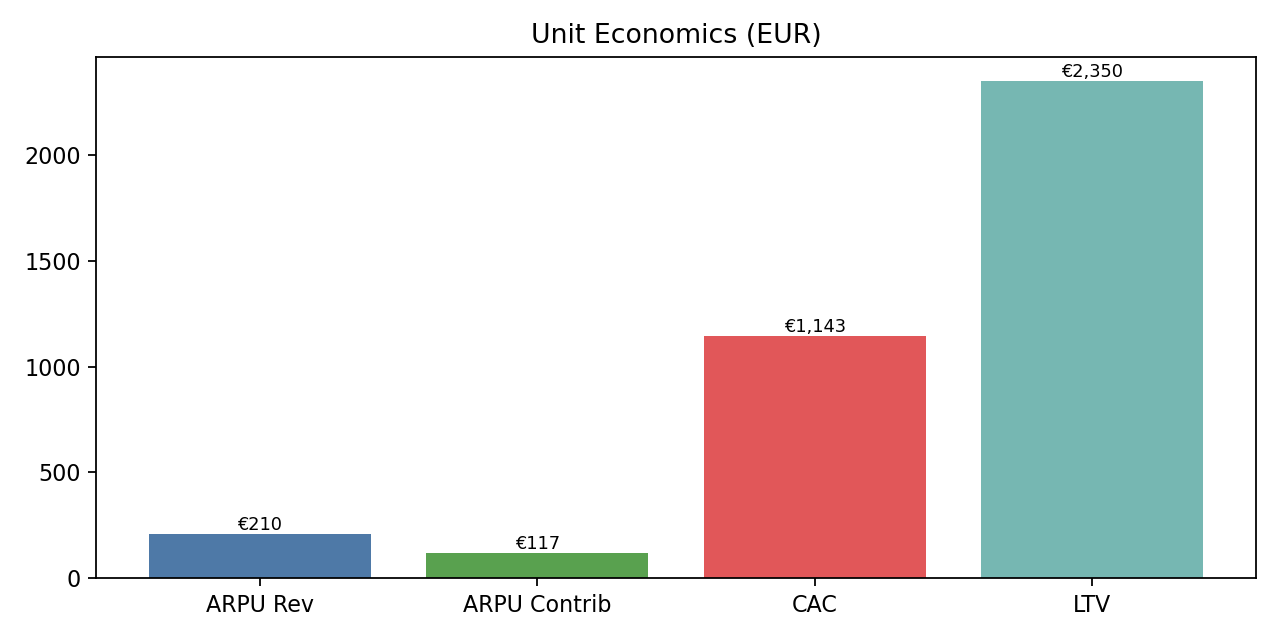 Unit Economics (EUR)
€2,350
2000
1500
€1,143
1000
500
€210
€117
0
ARPU Rev
ARPU Contrib
CAC
LTV